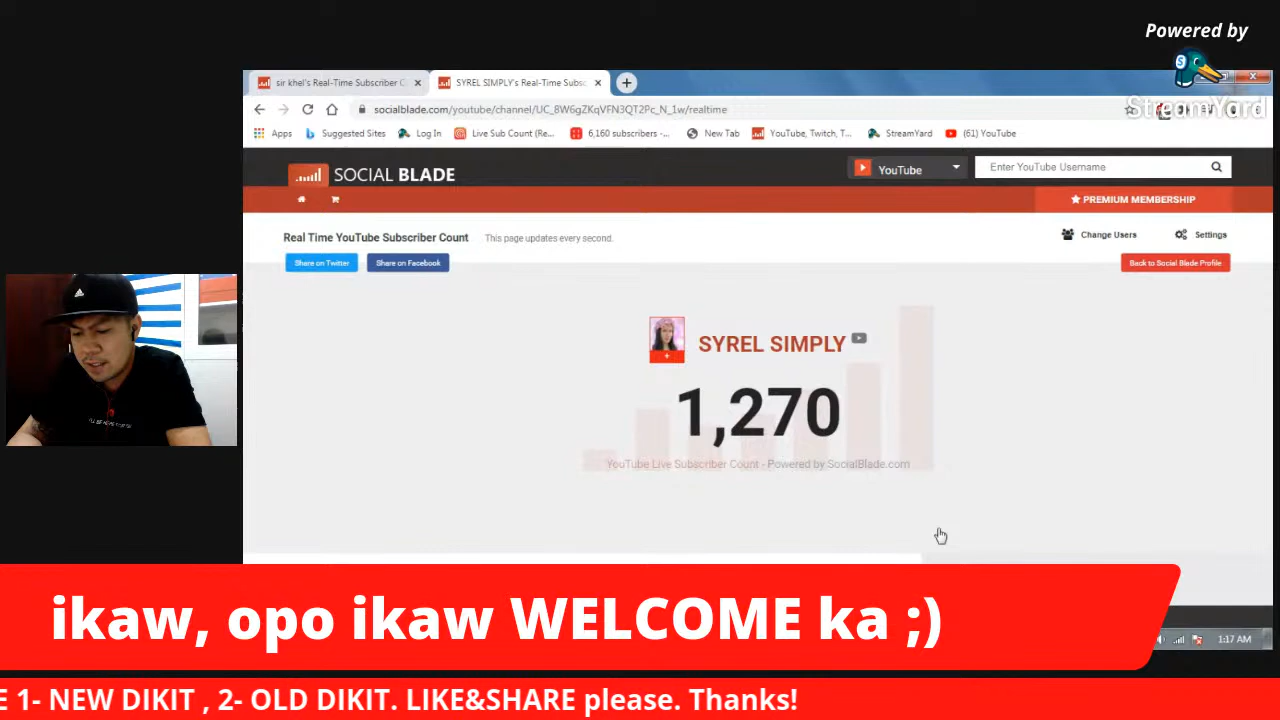 Powered by
StreamYard
sir khel's Real-Time Subscriber C
SYREL SIMPLY's Real-Time Subsc
socialblade.com/youtube/channel/UC_8W6gZKqVFN3QT2Pc_N_1w/realtime
Apps Suggested Sites Log In Live Sub Count (Re... 6,160 subscribers -... New Tab YouTube, Twitch, T... StreamYard (61) YouTube
SOCIAL BLADE
YouTube
Enter YouTube Username
PREMIUM MEMBERSHIP
Real Time YouTube Subscriber Count This page updates every second.
Change Users Settings
Share on Twitter Share on Facebook
Back to Social Blade Profile
SYREL SIMPLY
1,270
YouTube Live Subscriber Count - Powered by SocialBlade.com
ikaw, opo ikaw WELCOME ka ;)
1:17 AM
E 1- NEW DIKIT , 2- OLD DIKIT. LIKE&SHARE please. Thanks!